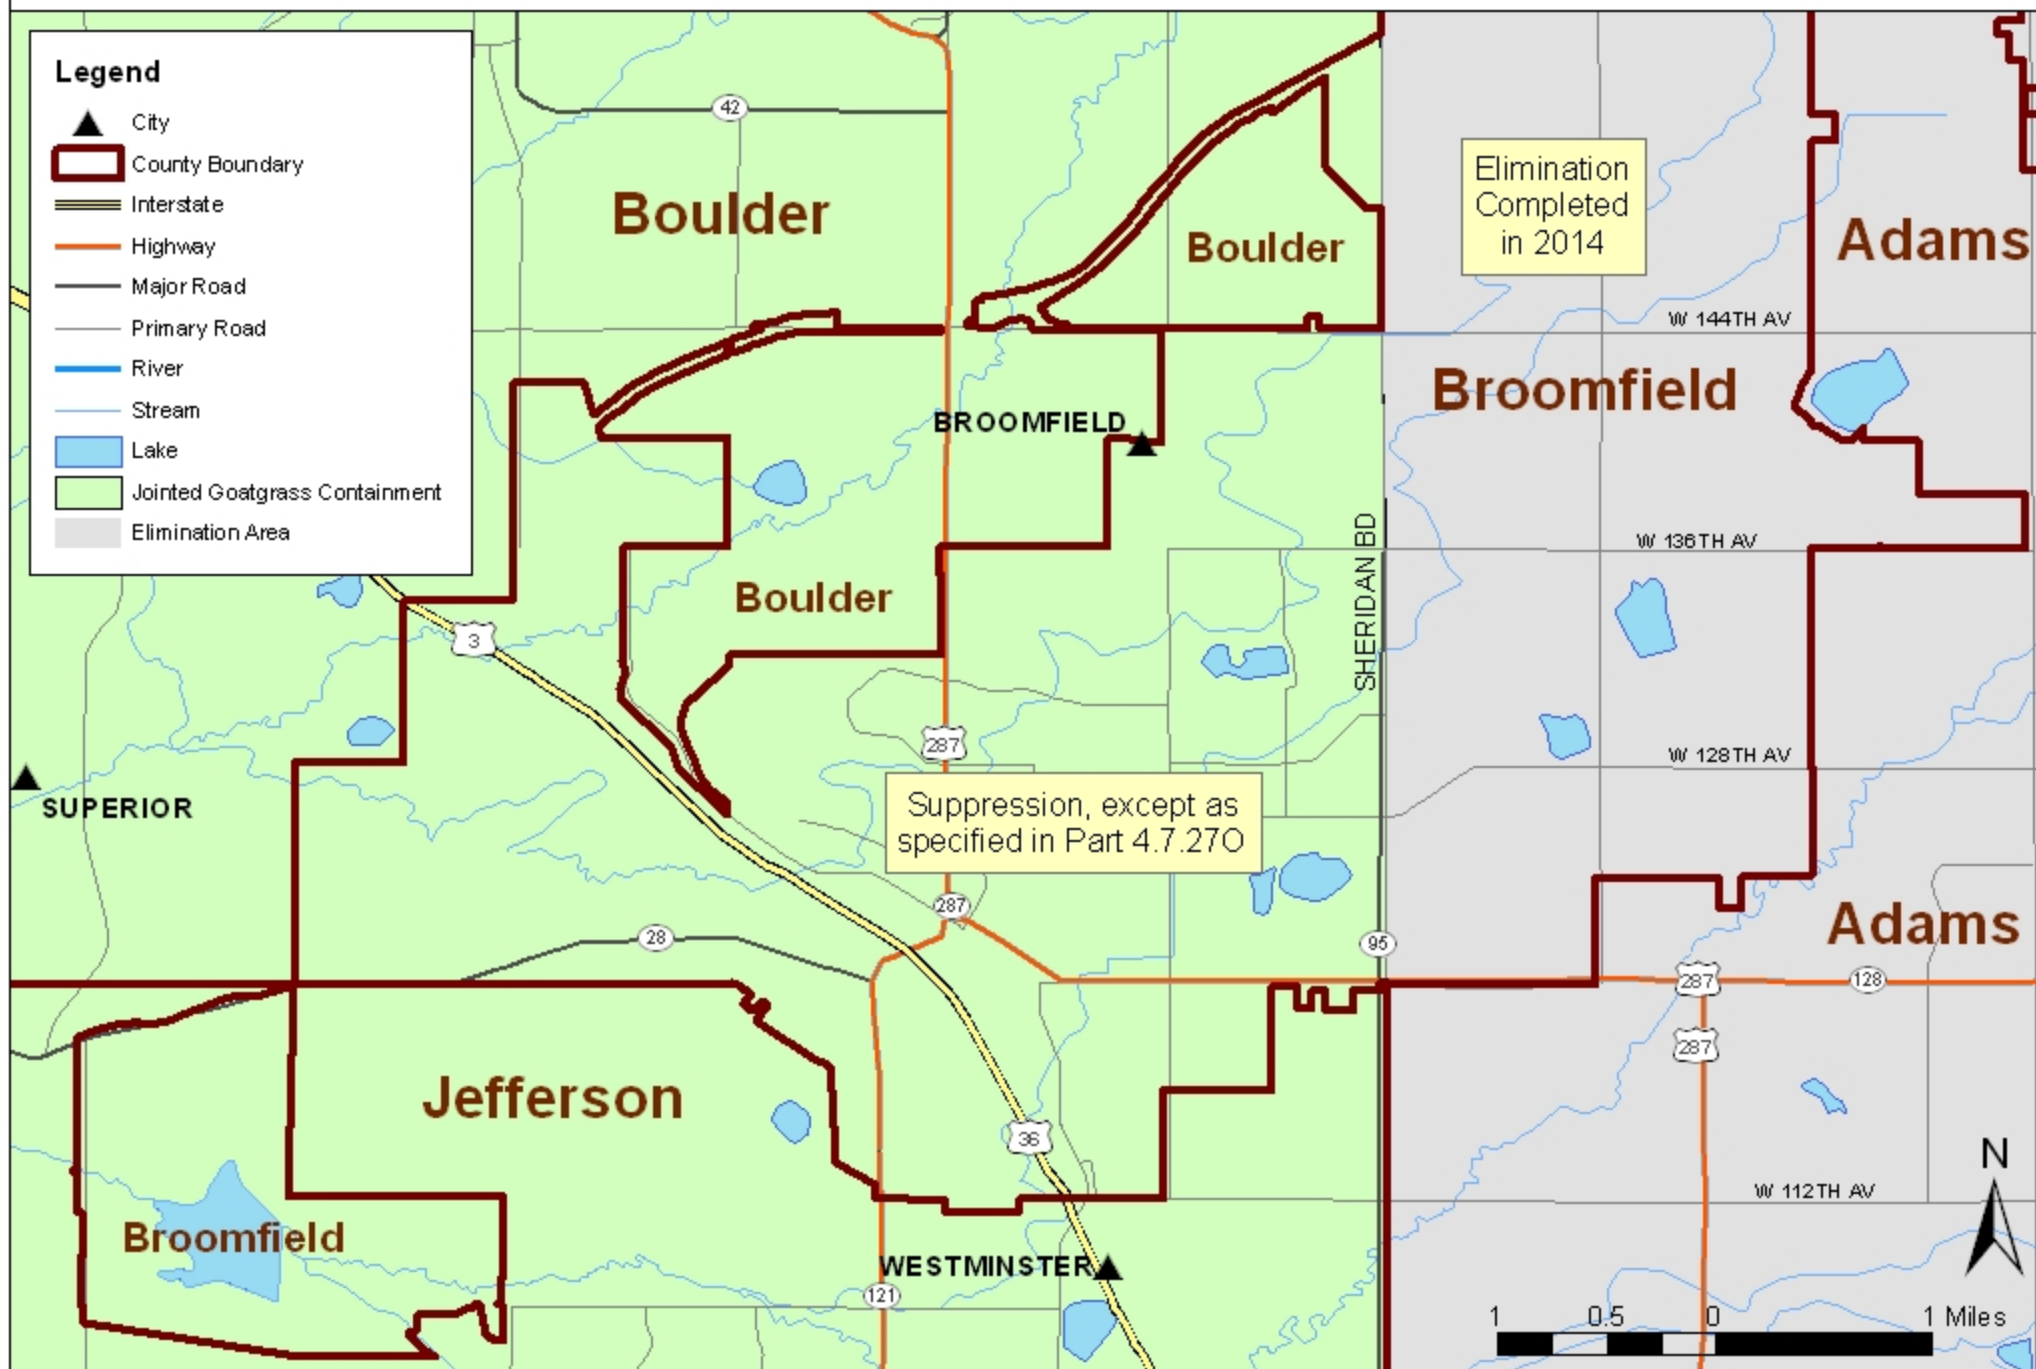 Legend
City
County Boundary
Interstate
Highway
Major Road
Primary Road
River
Stream
Lake
Jointed Goatgrass Containment
Elimination Area
42
Boulder
Boulder
Elimination
Completed
in 2014
Adams
W 144TH AV
Broomfield
BROOMFIELD
W 136TH AV
SHERIDAN BD
Boulder
3
287
W 128TH AV
SUPERIOR
Suppression, except as
specified in Part 4.7.27O
287
28
95
Adams
287
128
287
Jefferson
36
N
W 112TH AV
Broomfield
WESTMINSTER
121
1 0.5 0 1 Miles